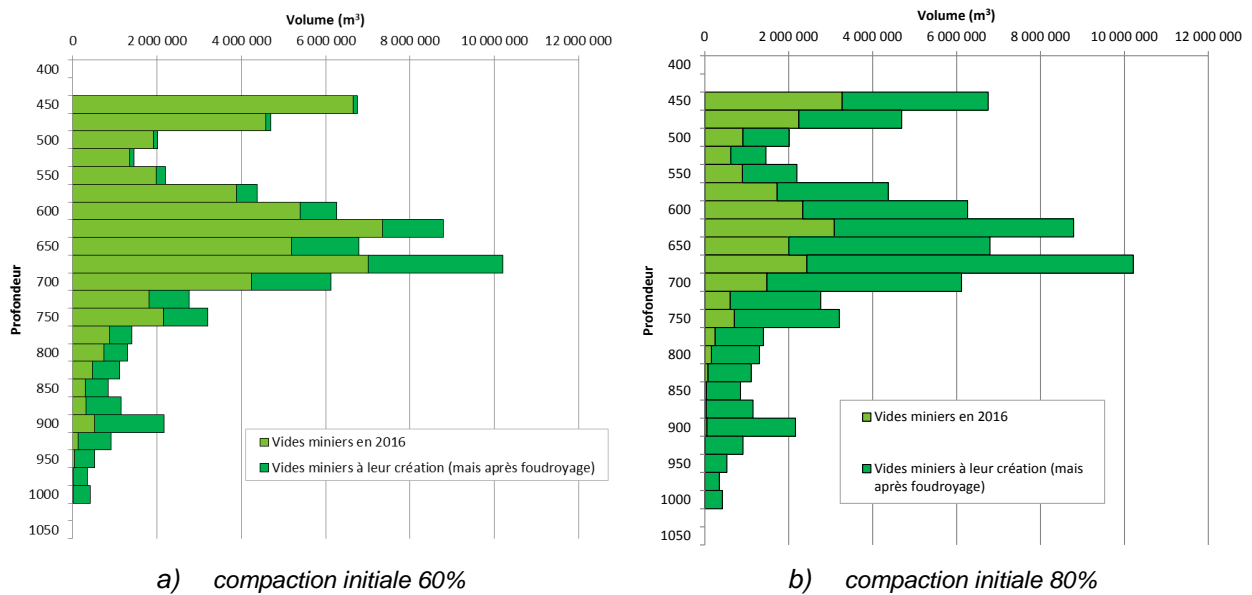 Volume (m³)
0 2 000 000 4 000 000 6 000 000 8 000 000 10 000 000 12 000 000
400
450
500
550
600
650
700
750
800
850
900
950
1000
1050
Profondeur
Vides miniers en 2016
Vides miniers à leur création (mais après foudroyage)
a) compaction initiale 60%
Volume (m³)
0 2 000 000 4 000 000 6 000 000 8 000 000 10 000 000 12 000 000
400
450
500
550
600
650
700
750
800
850
900
950
1000
1050
Profondeur
Vides miniers en 2016
Vides miniers à leur création (mais
après foudroyage)
b) compaction initiale 80%